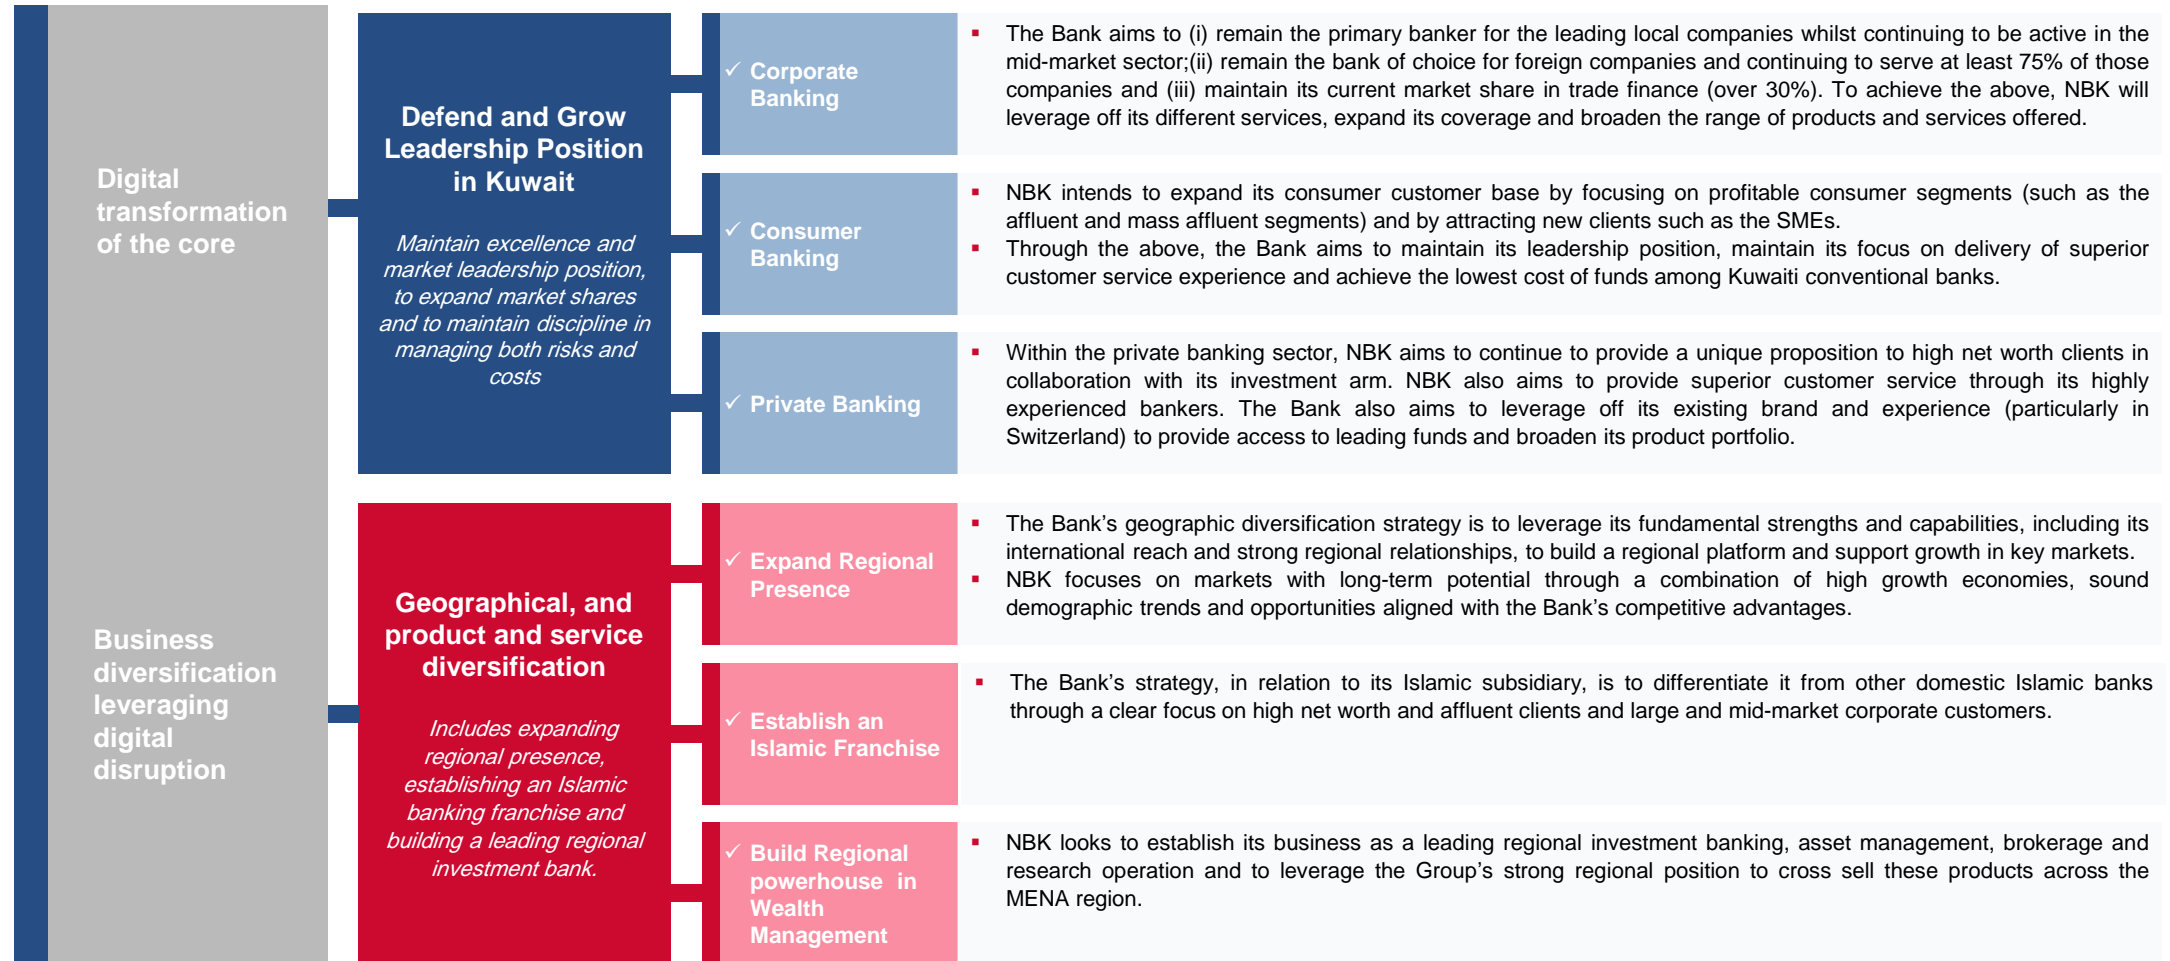 Digital
transformation
of the core
Defend and Grow
Leadership Position
in Kuwait
Maintain excellence and
market leadership position,
to expand market shares
and to maintain discipline in
managing both risks and
costs
✓ Corporate
Banking
▪ The Bank aims to (i) remain the primary banker for the leading local companies whilst continuing to be active in the
mid-market sector;(ii) remain the bank of choice for foreign companies and continuing to serve at least 75% of those
companies and (iii) maintain its current market share in trade finance (over 30%). To achieve the above, NBK will
leverage off its different services, expand its coverage and broaden the range of products and services offered.
✓ Consumer
Banking
▪ NBK intends to expand its consumer customer base by focusing on profitable consumer segments (such as the
affluent and mass affluent segments) and by attracting new clients such as the SMEs.
▪ Through the above, the Bank aims to maintain its leadership position, maintain its focus on delivery of superior
customer service experience and achieve the lowest cost of funds among Kuwaiti conventional banks.
✓ Private Banking
▪ Within the private banking sector, NBK aims to continue to provide a unique proposition to high net worth clients in
collaboration with its investment arm. NBK also aims to provide superior customer service through its highly
experienced bankers. The Bank also aims to leverage off its existing brand and experience (particularly in
Switzerland) to provide access to leading funds and broaden its product portfolio.
Business
diversification
leveraging
digital
disruption
Geographical, and
product and service
diversification
Includes expanding
regional presence,
establishing an Islamic
banking franchise and
building a leading regional
investment bank.
✓ Expand Regional
Presence
▪ The Bank’s geographic diversification strategy is to leverage its fundamental strengths and capabilities, including its
international reach and strong regional relationships, to build a regional platform and support growth in key markets.
▪ NBK focuses on markets with long-term potential through a combination of high growth economies, sound
demographic trends and opportunities aligned with the Bank’s competitive advantages.
✓ Establish an
Islamic Franchise
▪ The Bank’s strategy, in relation to its Islamic subsidiary, is to differentiate it from other domestic Islamic banks
through a clear focus on high net worth and affluent clients and large and mid-market corporate customers.
✓ Build Regional
powerhouse in
Wealth
Management
▪ NBK looks to establish its business as a leading regional investment banking, asset management, brokerage and
research operation and to leverage the Group’s strong regional position to cross sell these products across the
MENA region.